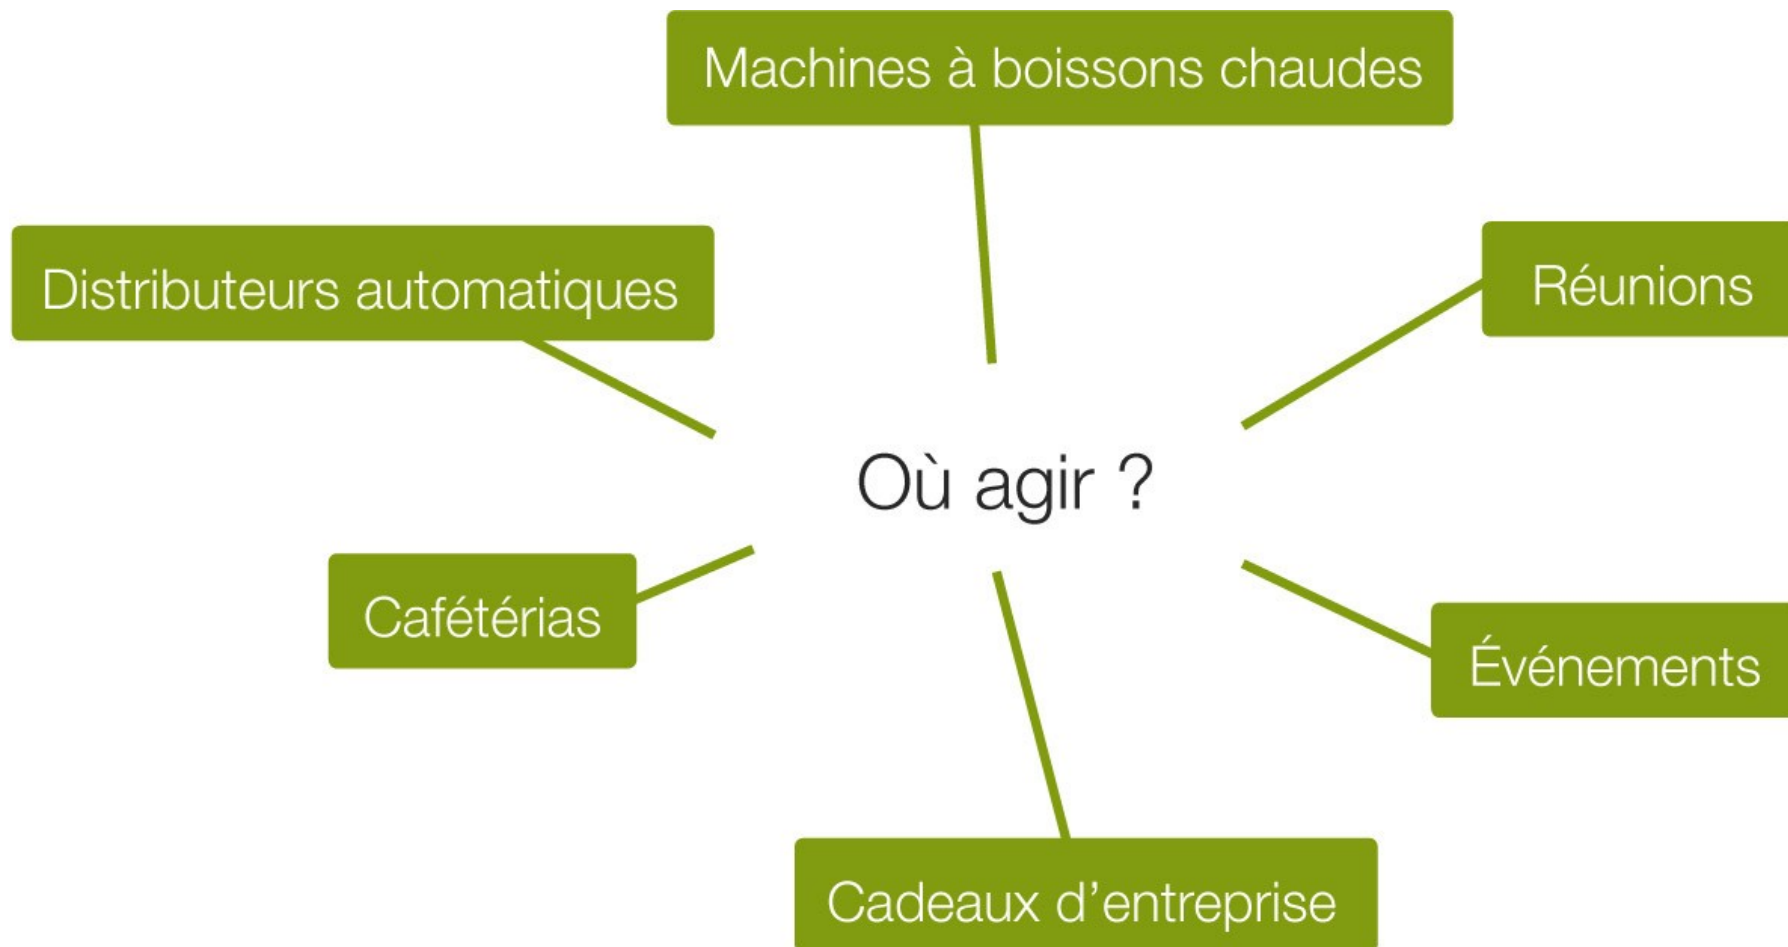 Machines à boissons chaudes
Distributeurs automatiques
Réunions
Où agir ?
Cafétérias
Événements
Cadeaux d’entreprise